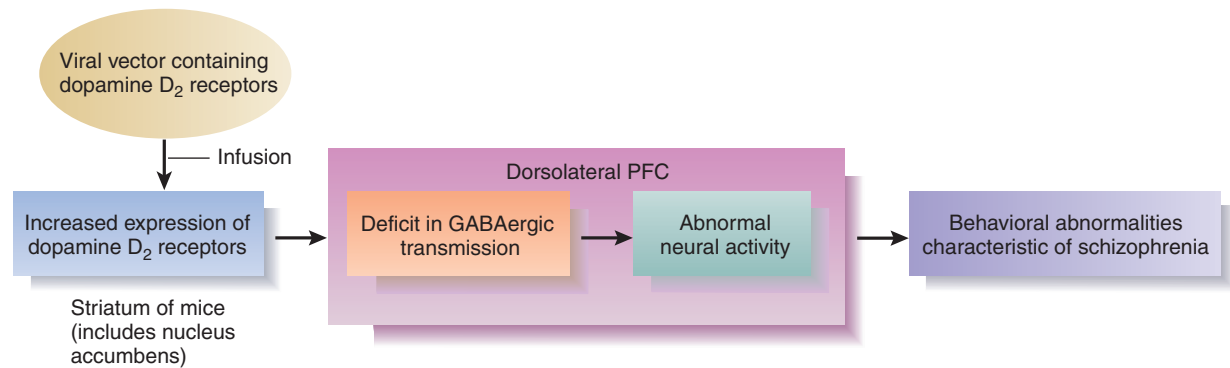 Viral vector containing
dopamine D₂ receptors
Infusion
Increased expression of
dopamine D₂ receptors
Striatum of mice
(includes nucleus
accumbens)
Dorsolateral PFC
Deficit in GABAergic
transmission
Abnormal
neural activity
Behavioral abnormalities
characteristic of schizophrenia